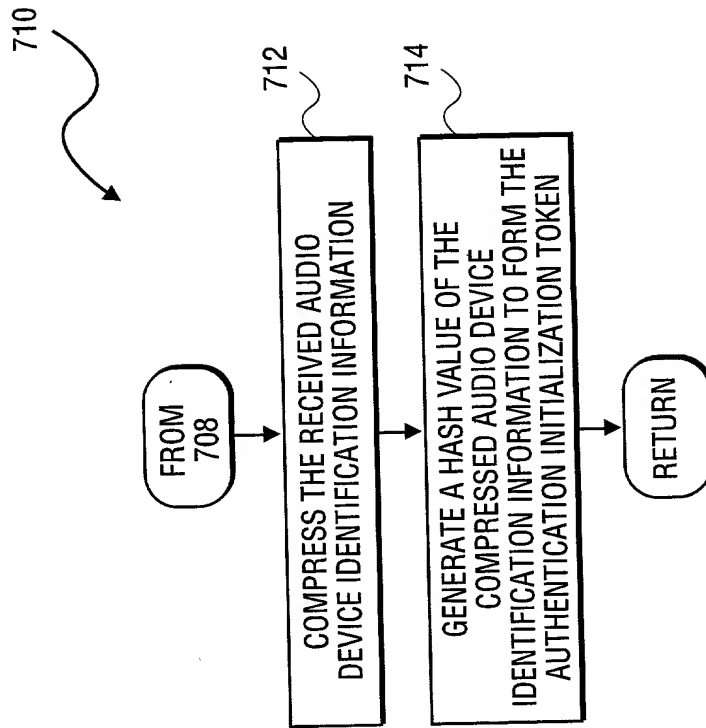 710
FROM
708
712
COMPRESS THE RECEIVED AUDIO
DEVICE IDENTIFICATION INFORMATION
714
GENERATE A HASH VALUE OF THE
COMPRESSED AUDIO DEVICE
IDENTIFICATION INFORMATION TO FORM THE
AUTHENTICATION INITIALIZATION TOKEN
RETURN